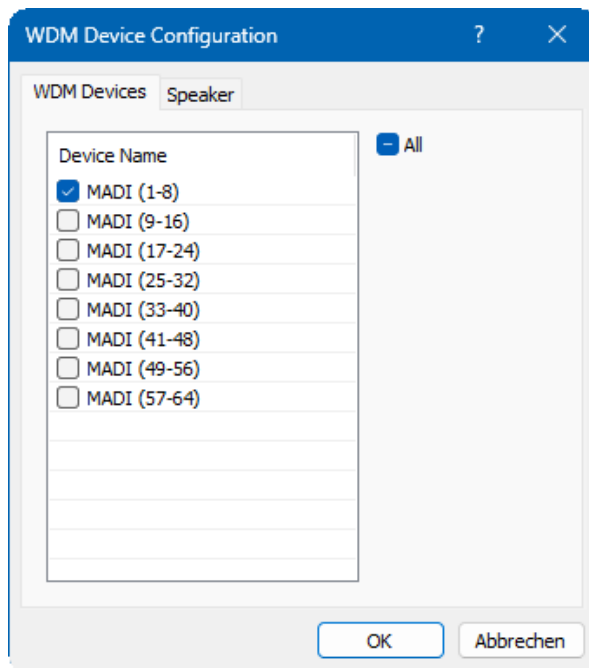 WDM Device Configuration ?
WDM Devices Speaker
Device Name
All
MADI (1-8)
MADI (9-16)
MADI (17-24)
MADI (25-32)
MADI (33-40)
MADI (41-48)
MADI (49-56)
MADI (57-64)
OK Abbrechen